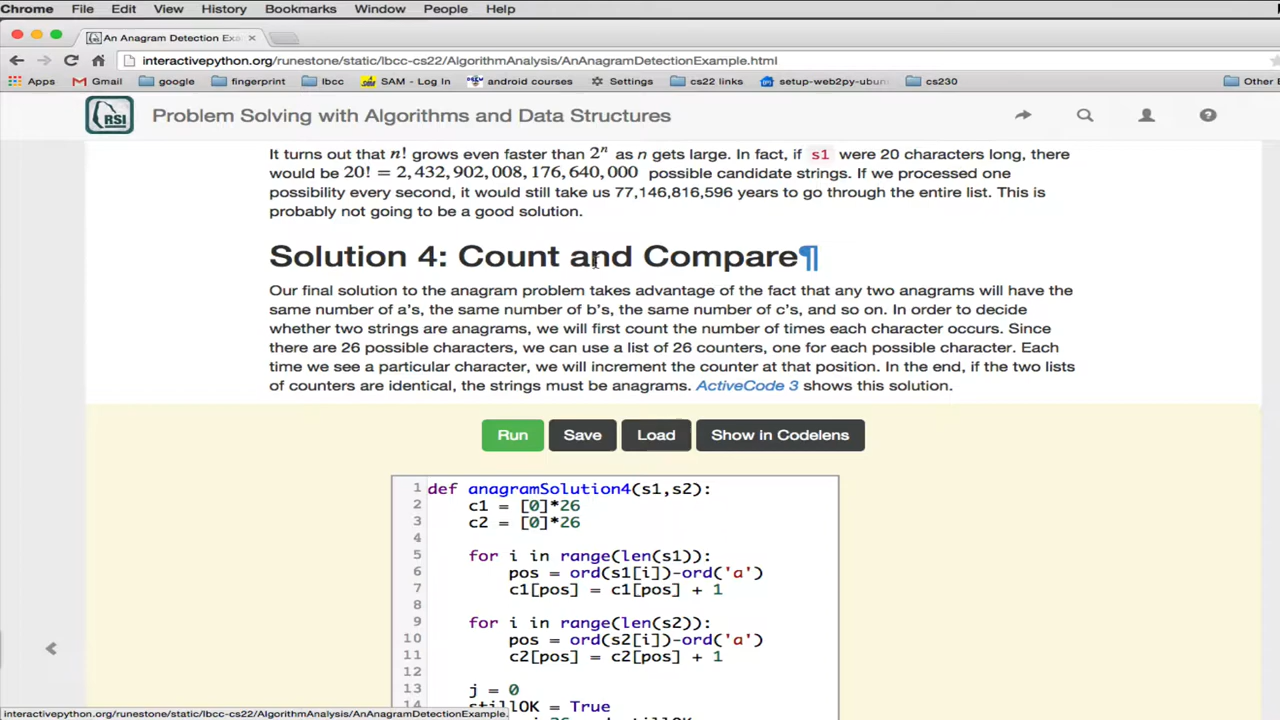 Chrome File Edit View History Bookmarks Window People Help
An Anagram Detection Exa
interactivepython.org/runestone/static/lbcc-cs22/AlgorithmAnalysis/AnAnagramDetectionExample.html
Apps Gmail google fingerprint lbcc SAM - Log In android courses Settings cs22 links setup-web2py-ubun cs230 Other
RSI Problem Solving with Algorithms and Data Structures
It turns out that n! grows even faster than 2ⁿ as n gets large. In fact, if s1 were 20 characters long, there
would be 20! = 2,432,902,008,176,640,000 possible candidate strings. If we processed one
possibility every second, it would still take us 77,146,816,596 years to go through the entire list. This is
probably not going to be a good solution.
Solution 4: Count and Compare¶
Our final solution to the anagram problem takes advantage of the fact that any two anagrams will have the
same number of a's, the same number of b's, the same number of c's, and so on. In order to decide
whether two strings are anagrams, we will first count the number of times each character occurs. Since
there are 26 possible characters, we can use a list of 26 counters, one for each possible character. Each
time we see a particular character, we will increment the counter at that position. In the end, if the two lists
of counters are identical, the strings must be anagrams. ActiveCode 3 shows this solution.
Run Save Load Show in Codelens
1 def anagramSolution4(s1,s2):
2 c1 = [0]*26
3 c2 = [0]*26
4
5 for i in range(len(s1)):
6 pos = ord(s1[i])-ord('a')
7 c1[pos] = c1[pos] + 1
8
9 for i in range(len(s2)):
10 pos = ord(s2[i])-ord('a')
11 c2[pos] = c2[pos] + 1
12
13 j = 0
14 stillOK = True
interactivepython.org/runestone/static/lbcc-cs22/AlgorithmAnalysis/AnAnagramDetectionExample.